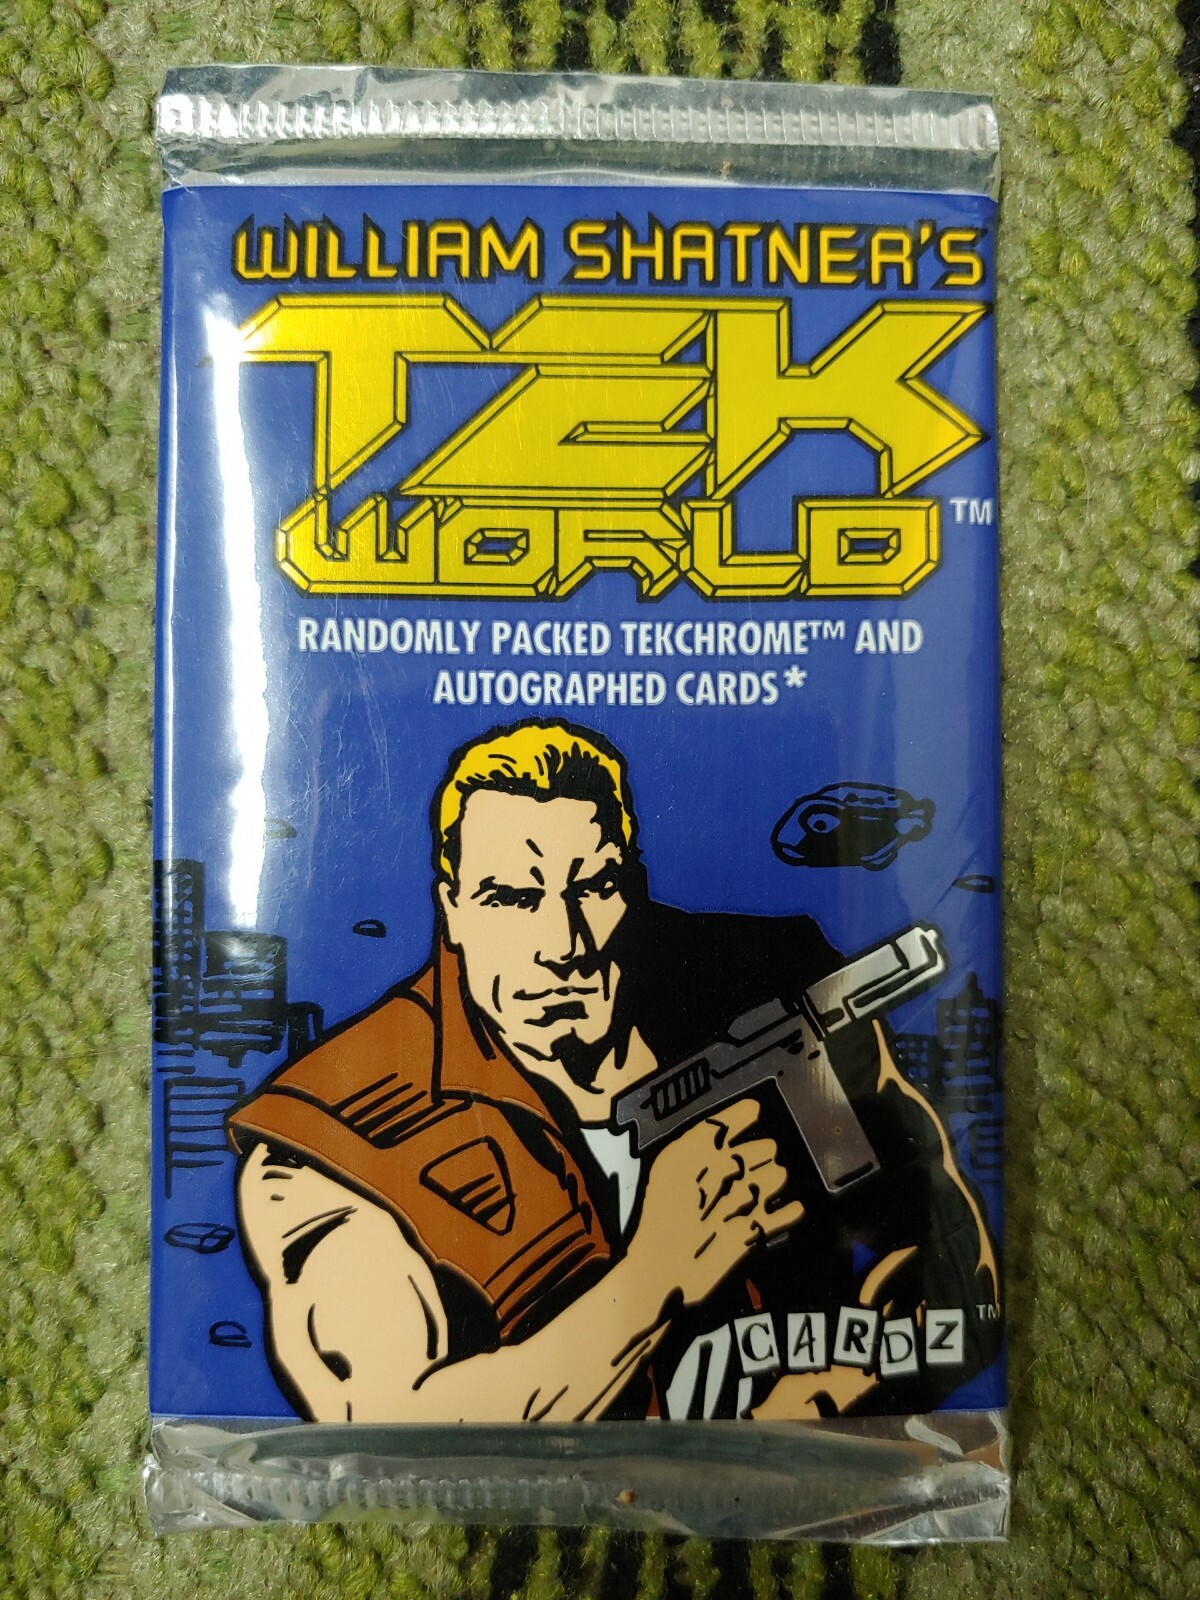 WILLIAM SHATNER'S
TEK
WORLD™
RANDOMLY PACKED TEKCHROME™ AND
AUTOGRAPHED CARDS*
CARDZ™